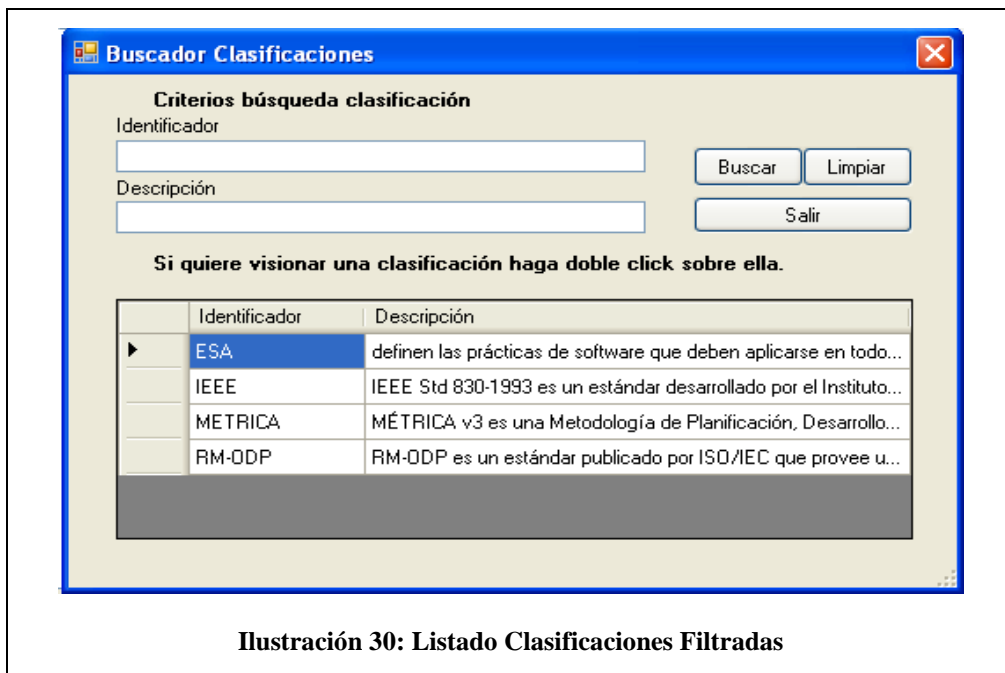 Buscador Clasificaciones
Criterios búsqueda clasificación
Identificador
Buscar Limpiar
Descripción
Salir
Si quiere visionar una clasificación haga doble click sobre ella.
Identificador Descripción
ESA definen las prácticas de software que deben aplicarse en todo...
IEEE IEEE Std 830-1993 es un estándar desarrollado por el Instituto...
METRICA MÉTRICA v3 es una Metodología de Planificación, Desarrollo...
RM-ODP RM-ODP es un estándar publicado por ISO/IEC que provee u...
Ilustración 30: Listado Clasificaciones Filtradas